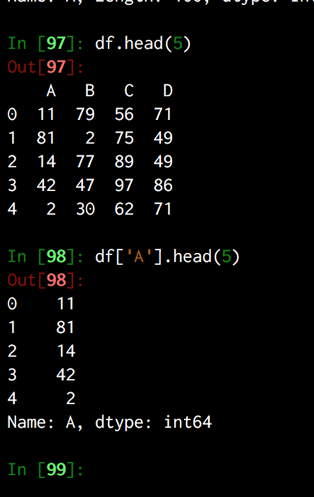 In [97]: df.head(5)
Out[97]:
    A   B   C   D
0  11  79  56  71
1  81   2  75  49
2  14  77  89  49
3  42  47  97  86
4   2  30  62  71
In [98]: df['A'].head(5)
Out[98]:
0    11
1    81
2    14
3    42
4     2
Name: A, dtype: int64
In [99]: